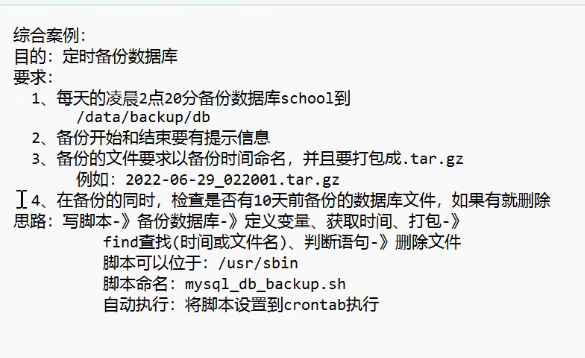 综合案例:
目的: 定时备份数据库
要求:
1、每天的凌晨2点20分备份数据库school到
/data/backup/db
2、备份开始和结束要有提示信息
3、备份的文件要求以备份时间命名，并且要打包成.tar.gz
例如: 2022-06-29_022001.tar.gz
4、在备份的同时，检查是否有10天前备份的数据库文件，如果有就删除
思路: 写脚本-》备份数据库-》定义变量、获取时间、打包-》
find查找(时间或文件名)、判断语句-》删除文件
脚本可以位于: /usr/sbin
脚本命名: mysql_db_backup.sh
自动执行: 将脚本设置到crontab执行